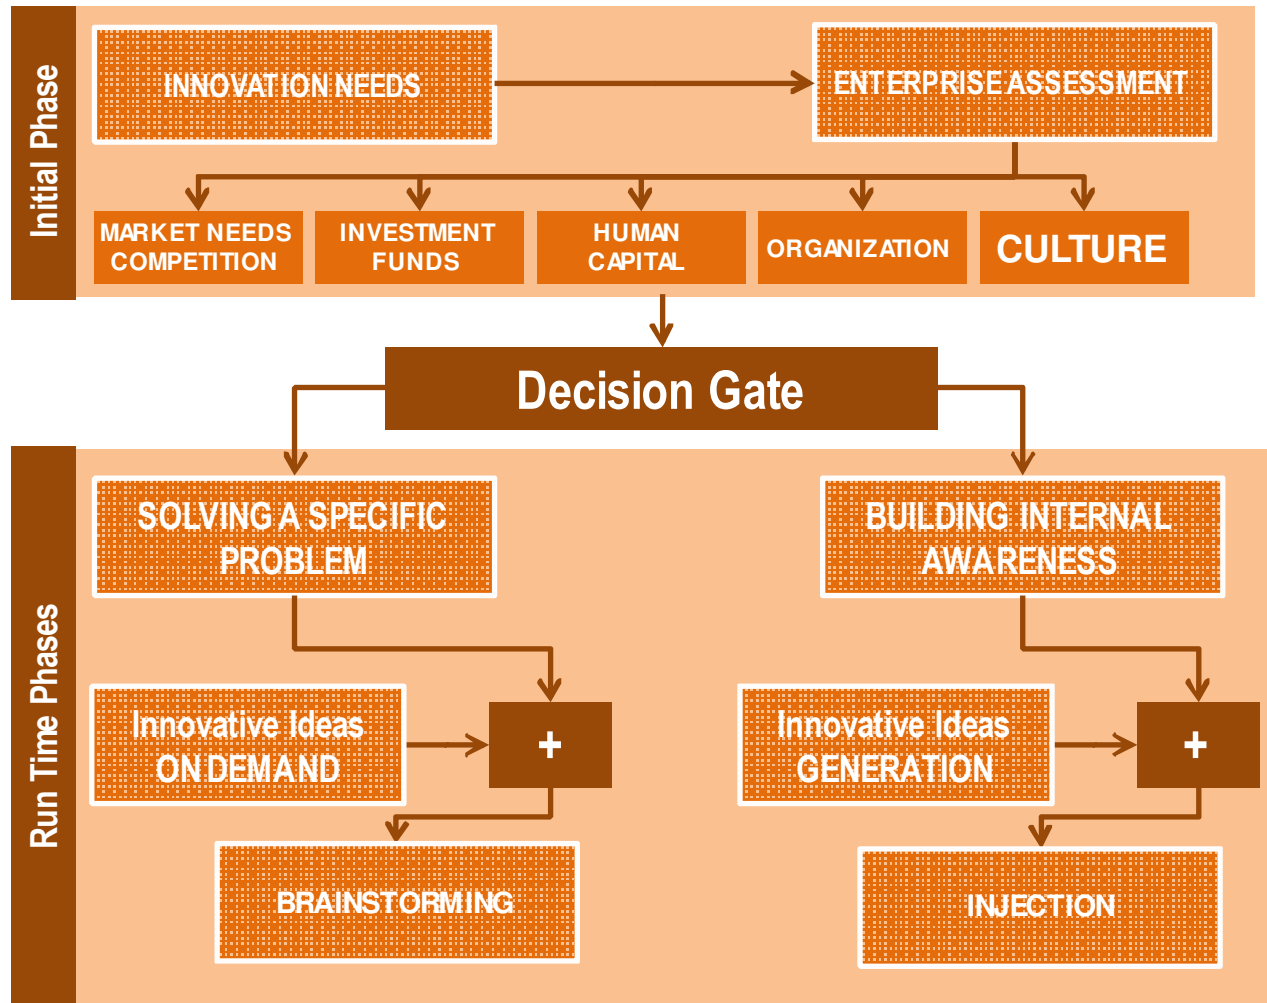 Initial Phase
INNOVATION NEEDS
ENTERPRISE ASSESSMENT
MARKET NEEDS
COMPETITION
INVESTMENT
FUNDS
HUMAN
CAPITAL
ORGANIZATION
CULTURE
Decision Gate
Run Time Phases
SOLVING A SPECIFIC
PROBLEM
BUILDING INTERNAL
AWARENESS
Innovative Ideas
ON DEMAND
+
Innovative Ideas
GENERATION
+
BRAINSTORMING
INJECTION